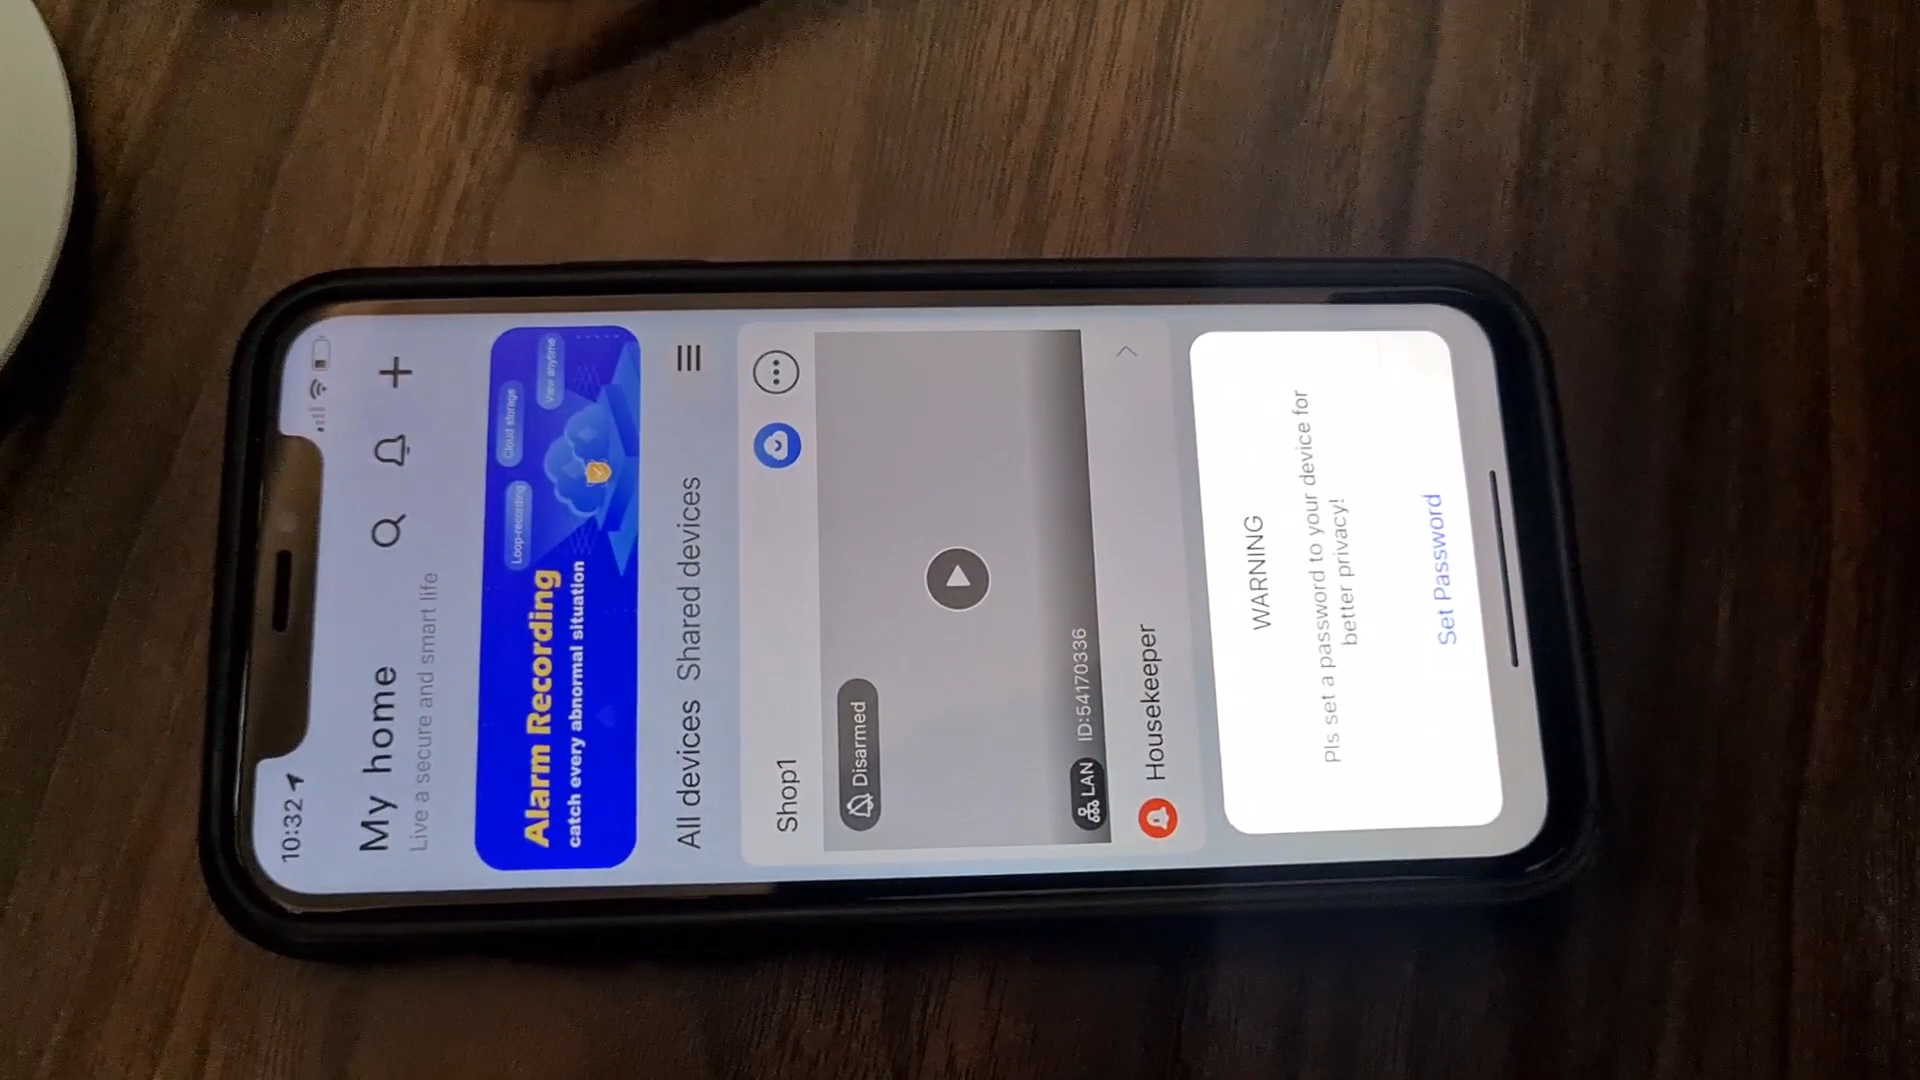 10:32
My home
Live a secure and smart life
Alarm Recording
catch every abnormal situation
Loop-recording
Cloud storage
View anytime
All devices Shared devices
Shop1
Disarmed
LAN ID:54170336
Housekeeper
WARNING
Pls set a password to your device for
better privacy!
Set Password